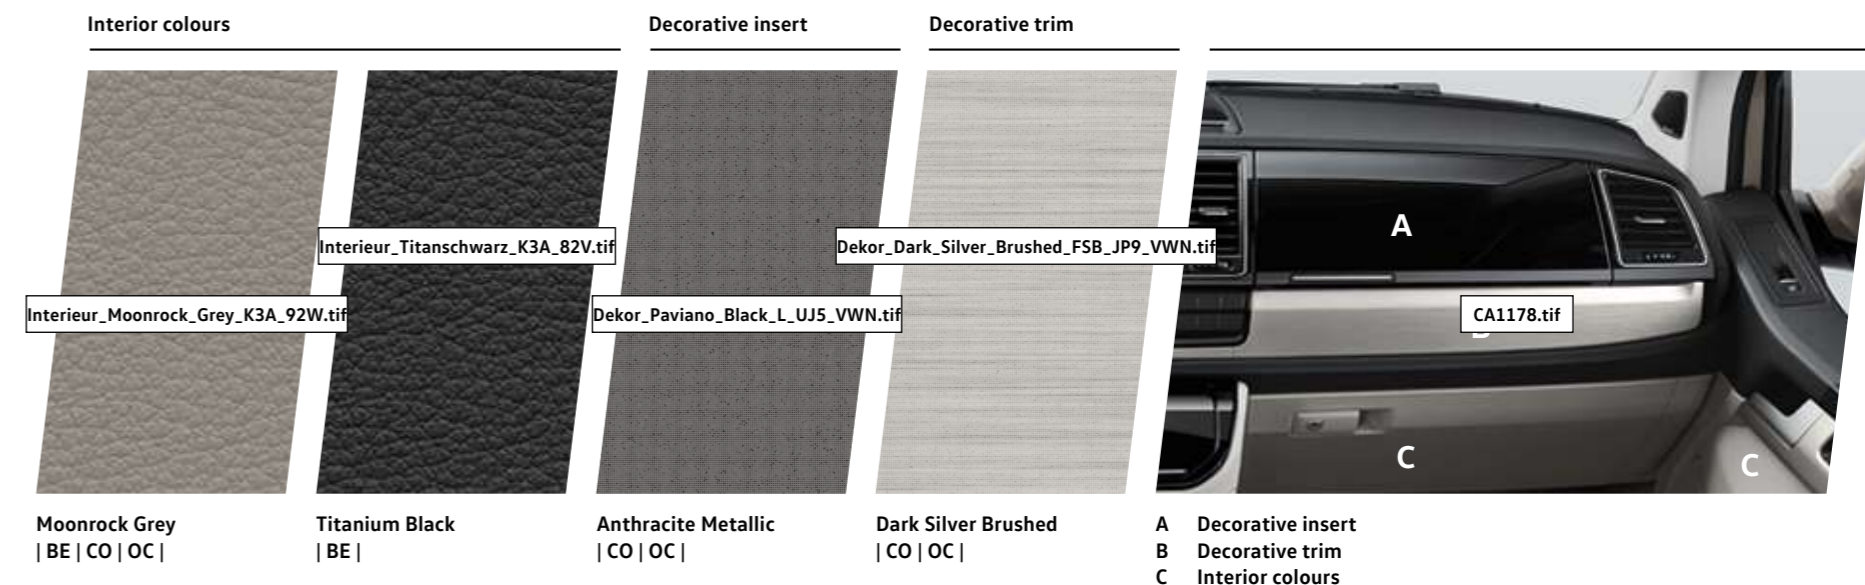 Interior colours
Decorative insert
Decorative trim
Interieur_Moonrock_Grey_K3A_92W.tif
Interieur_Titanschwarz_K3A_82V.tif
Dekor_Paviano_Black_L_UJ5_VWN.tif
Dekor_Dark_Silver_Brushed_FSB_JP9_VWN.tif
A
CA1178.tif
C
C
Moonrock Grey
| BE | CO | OC |
Titanium Black
| BE |
Anthracite Metallic
| CO | OC |
Dark Silver Brushed
| CO | OC |
A Decorative insert
B Decorative trim
C Interior colours